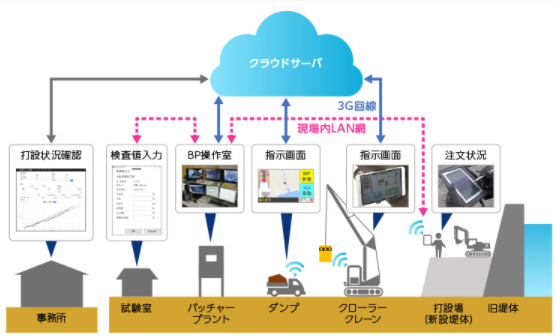 クラウドサーバ
3G回線
現場内LAN網
打設状況確認
検査値入力
BP操作室
指示画面
指示画面
注文状況
事務所
試験室
バッチャー
プラント
ダンプ
クローラー
クレーン
打設場
(新設堤体)
旧堤体